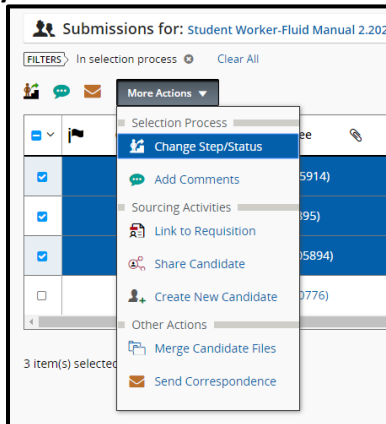 Submissions for: Student Worker-Fluid Manual 2.202
FILTERS In selection process Clear All
More Actions
Selection Process
ee
Change Step/Status
5914)
Add Comments
Sourcing Activities
395)
Link to Requisition
Share Candidate
05894)
Create New Candidate
0776)
Other Actions
Merge Candidate Files
3 item(s) selected
Send Correspondence